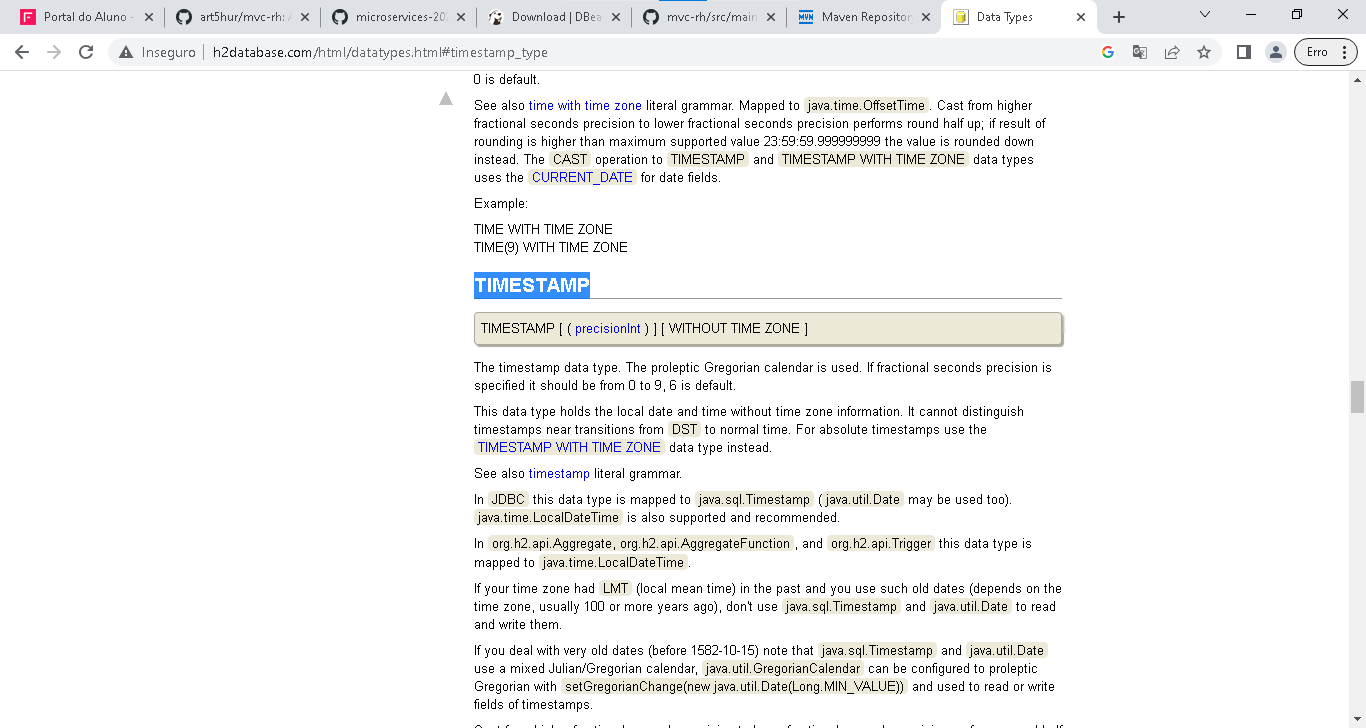 Portal do Aluno -
art5hur/mvc-rh: A
microservices-202
Download | DBea
mvc-rh/src/main
Maven Repository
Data Types
Inseguro
h2database.com/html/datatypes.html#timestamp_type
Erro
0 is default.
See also time with time zone literal grammar. Mapped to java.time.OffsetTime. Cast from higher
fractional seconds precision to lower fractional seconds precision performs round half up; if result of
rounding is higher than maximum supported value 23:59:59.999999999 the value is rounded down
instead. The CAST operation to TIMESTAMP and TIMESTAMP WITH TIME ZONE data types
uses the CURRENT_DATE for date fields.
Example:
TIME WITH TIME ZONE
TIME(9) WITH TIME ZONE
TIMESTAMP
TIMESTAMP [ ( precisionInt ) ] [ WITHOUT TIME ZONE ]
The timestamp data type. The proleptic Gregorian calendar is used. If fractional seconds precision is
specified it should be from 0 to 9, 6 is default.
This data type holds the local date and time without time zone information. It cannot distinguish
timestamps near transitions from DST to normal time. For absolute timestamps use the
TIMESTAMP WITH TIME ZONE data type instead.
See also timestamp literal grammar.
In JDBC this data type is mapped to java.sql.Timestamp (java.util.Date may be used too).
java.time.LocalDateTime is also supported and recommended.
In org.h2.api.Aggregate, org.h2.api.AggregateFunction, and org.h2.api.Trigger this data type is
mapped to java.time.LocalDateTime.
If your time zone had LMT (local mean time) in the past and you use such old dates (depends on the
time zone, usually 100 or more years ago), don't use java.sql.Timestamp and java.util.Date to read
and write them.
If you deal with very old dates (before 1582-10-15) note that java.sql.Timestamp and java.util.Date
use a mixed Julian/Gregorian calendar, java.util.GregorianCalendar can be configured to proleptic
Gregorian with setGregorianChange(new java.util.Date(Long.MIN_VALUE)) and used to read or write
fields of timestamps.